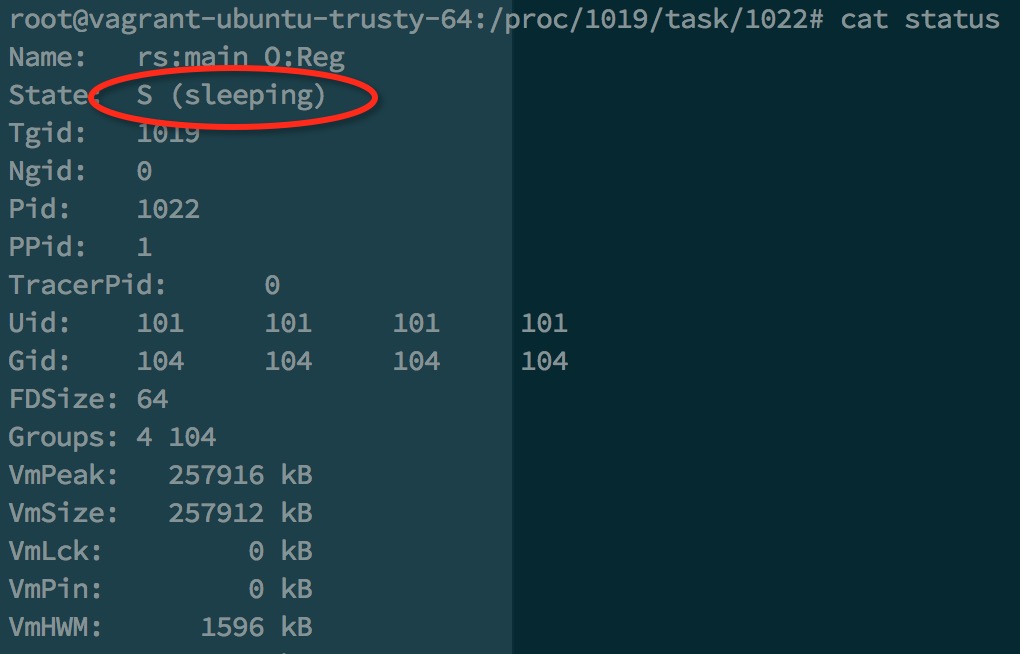 root@vagrant-ubuntu-trusty-64:/proc/1019/task/1022# cat status
Name:   rs:main Q:Reg
State:  S (sleeping)
Tgid:   1019
Ngid:   0
Pid:    1022
PPid:   1
TracerPid:      0
Uid:    101     101     101     101
Gid:    104     104     104     104
FDSize: 64
Groups: 4 104
VmPeak:   257916 kB
VmSize:   257912 kB
VmLck:         0 kB
VmPin:         0 kB
VmHWM:      1596 kB